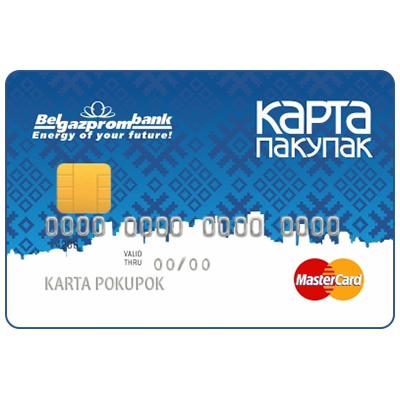 Belgazprombank
Energy of your future!
КАРТА
ПАКУПАК
0000 0000 0000 0000
VALID
THRU 00/00
KARTA POKUPOK
MasterCard